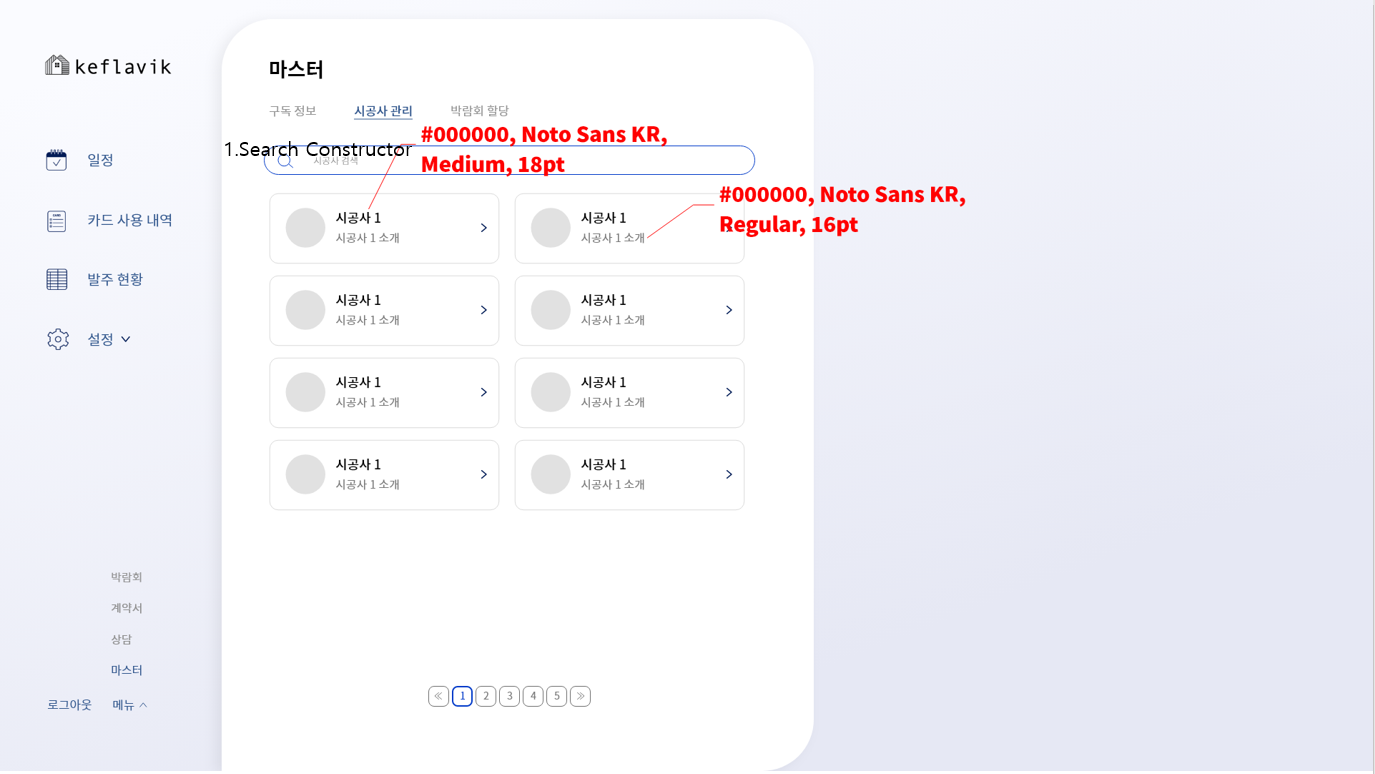 keflavik
일정
카드 사용 내역
발주 현황
설정
박람회
계약서
상담
마스터
로그아웃
메뉴
마스터
구독 정보
시공사 관리
박람회 할당
1.Search Constructor
시공사 검색
#000000, Noto Sans KR,
Medium, 18pt
#000000, Noto Sans KR,
Regular, 16pt
시공사 1
시공사 1 소개
시공사 1
시공사 1 소개
시공사 1
시공사 1 소개
시공사 1
시공사 1 소개
시공사 1
시공사 1 소개
시공사 1
시공사 1 소개
시공사 1
시공사 1 소개
시공사 1
시공사 1 소개
1 2 3 4 5